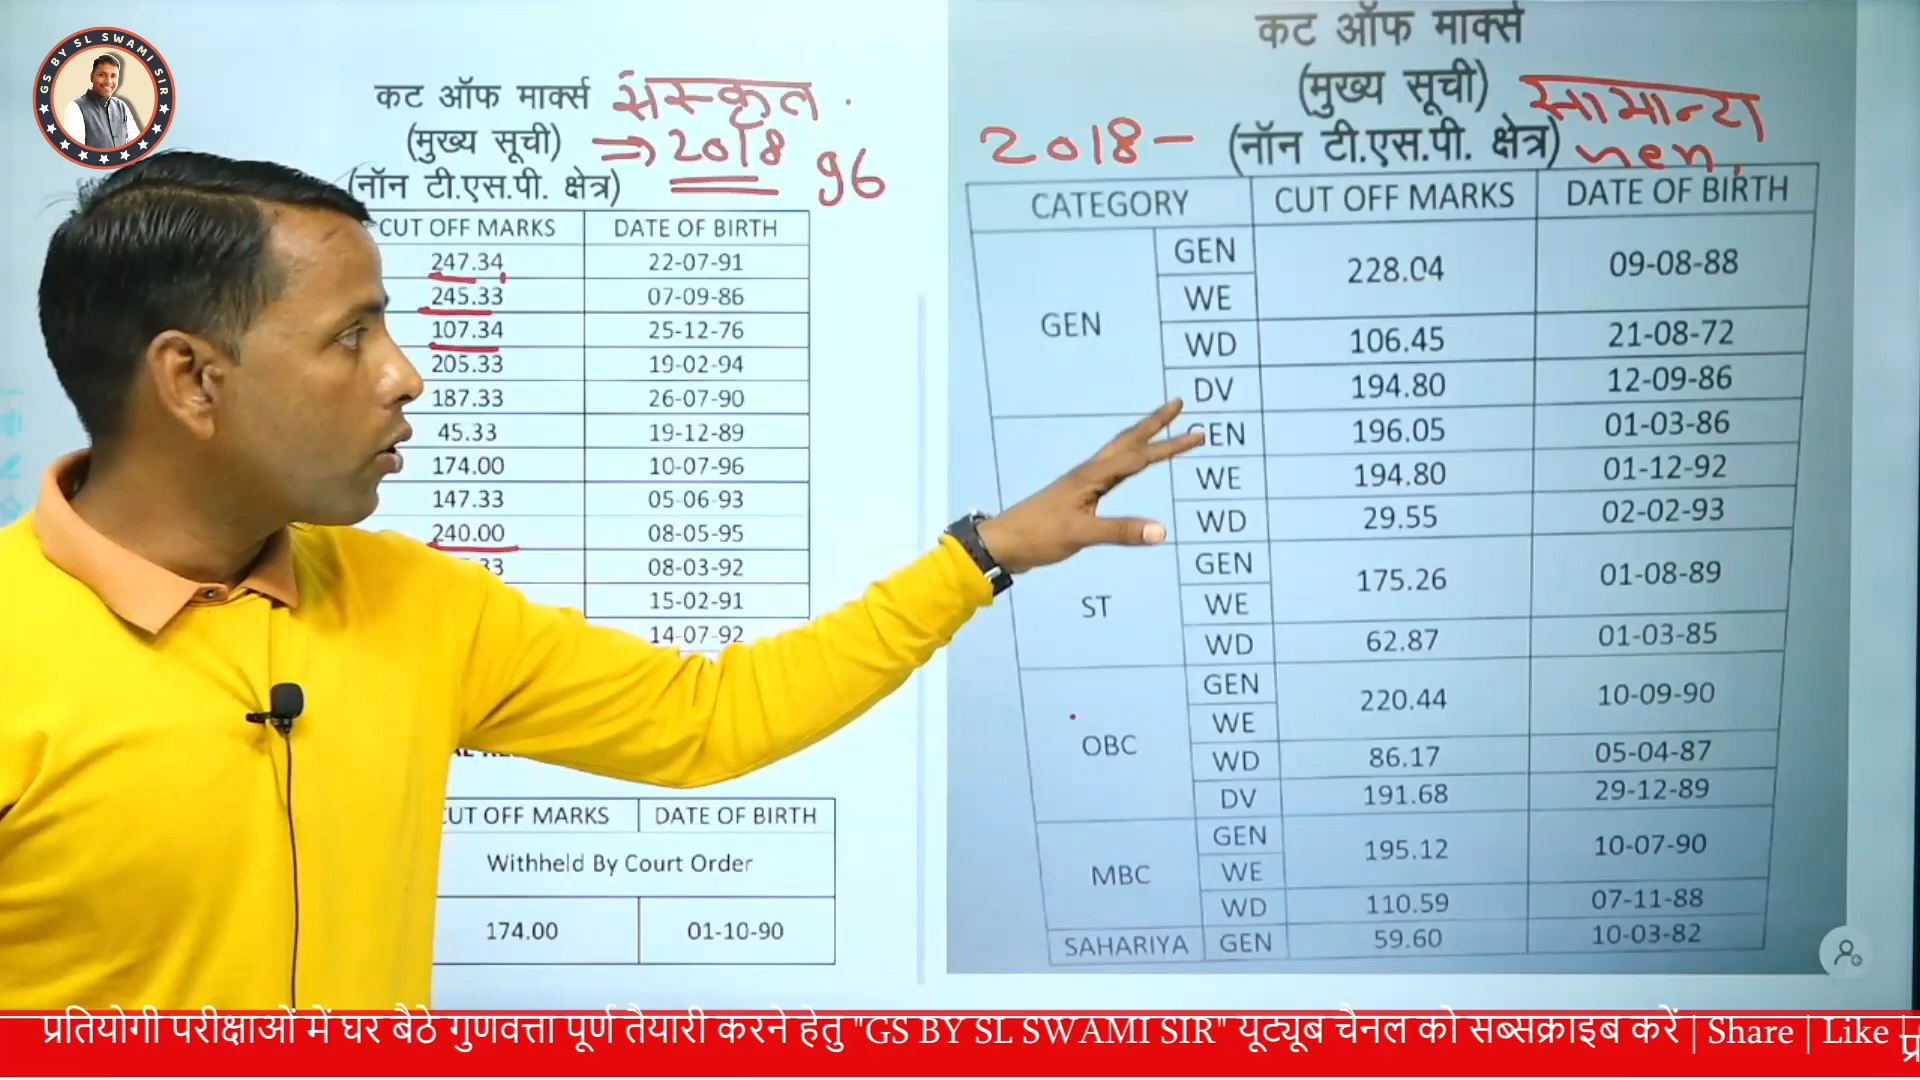 GS BY SL SWAMI SIR
कट ऑफ मार्क्स संस्कृत
(मुख्य सूची) ⇒ 2018 96
(नॉन टी.एस.पी. क्षेत्र)
CUT OFF MARKS DATE OF BIRTH
247.34 22-07-91
245.33 07-09-86
107.34 25-12-76
205.33 19-02-94
187.33 26-07-90
45.33 19-12-89
174.00 10-07-96
147.33 05-06-93
240.00 08-05-95
08-03-92
15-02-91
14-07-92
CUT OFF MARKS DATE OF BIRTH
Withheld By Court Order
174.00 01-10-90
कट ऑफ मार्क्स
(मुख्य सूची) सामान्य
2018 – (नॉन टी.एस.पी. क्षेत्र)
CATEGORY CUT OFF MARKS DATE OF BIRTH
GEN GEN 228.04 09-08-88
WE
WD 106.45 21-08-72
DV 194.80 12-09-86
GEN 196.05 01-03-86
WE 194.80 01-12-92
WD 29.55 02-02-93
ST GEN 175.26 01-08-89
WE
WD 62.87 01-03-85
OBC GEN 220.44 10-09-90
WE
WD 86.17 05-04-87
DV 191.68 29-12-89
MBC GEN 195.12 10-07-90
WE
WD 110.59 07-11-88
SAHARIYA GEN 59.60 10-03-82
प्रतियोगी परीक्षाओं में घर बैठे गुणवत्ता पूर्ण तैयारी करने हेतु "GS BY SL SWAMI SIR" यूट्यूब चैनल को सब्सक्राइब करें | Share | Like |